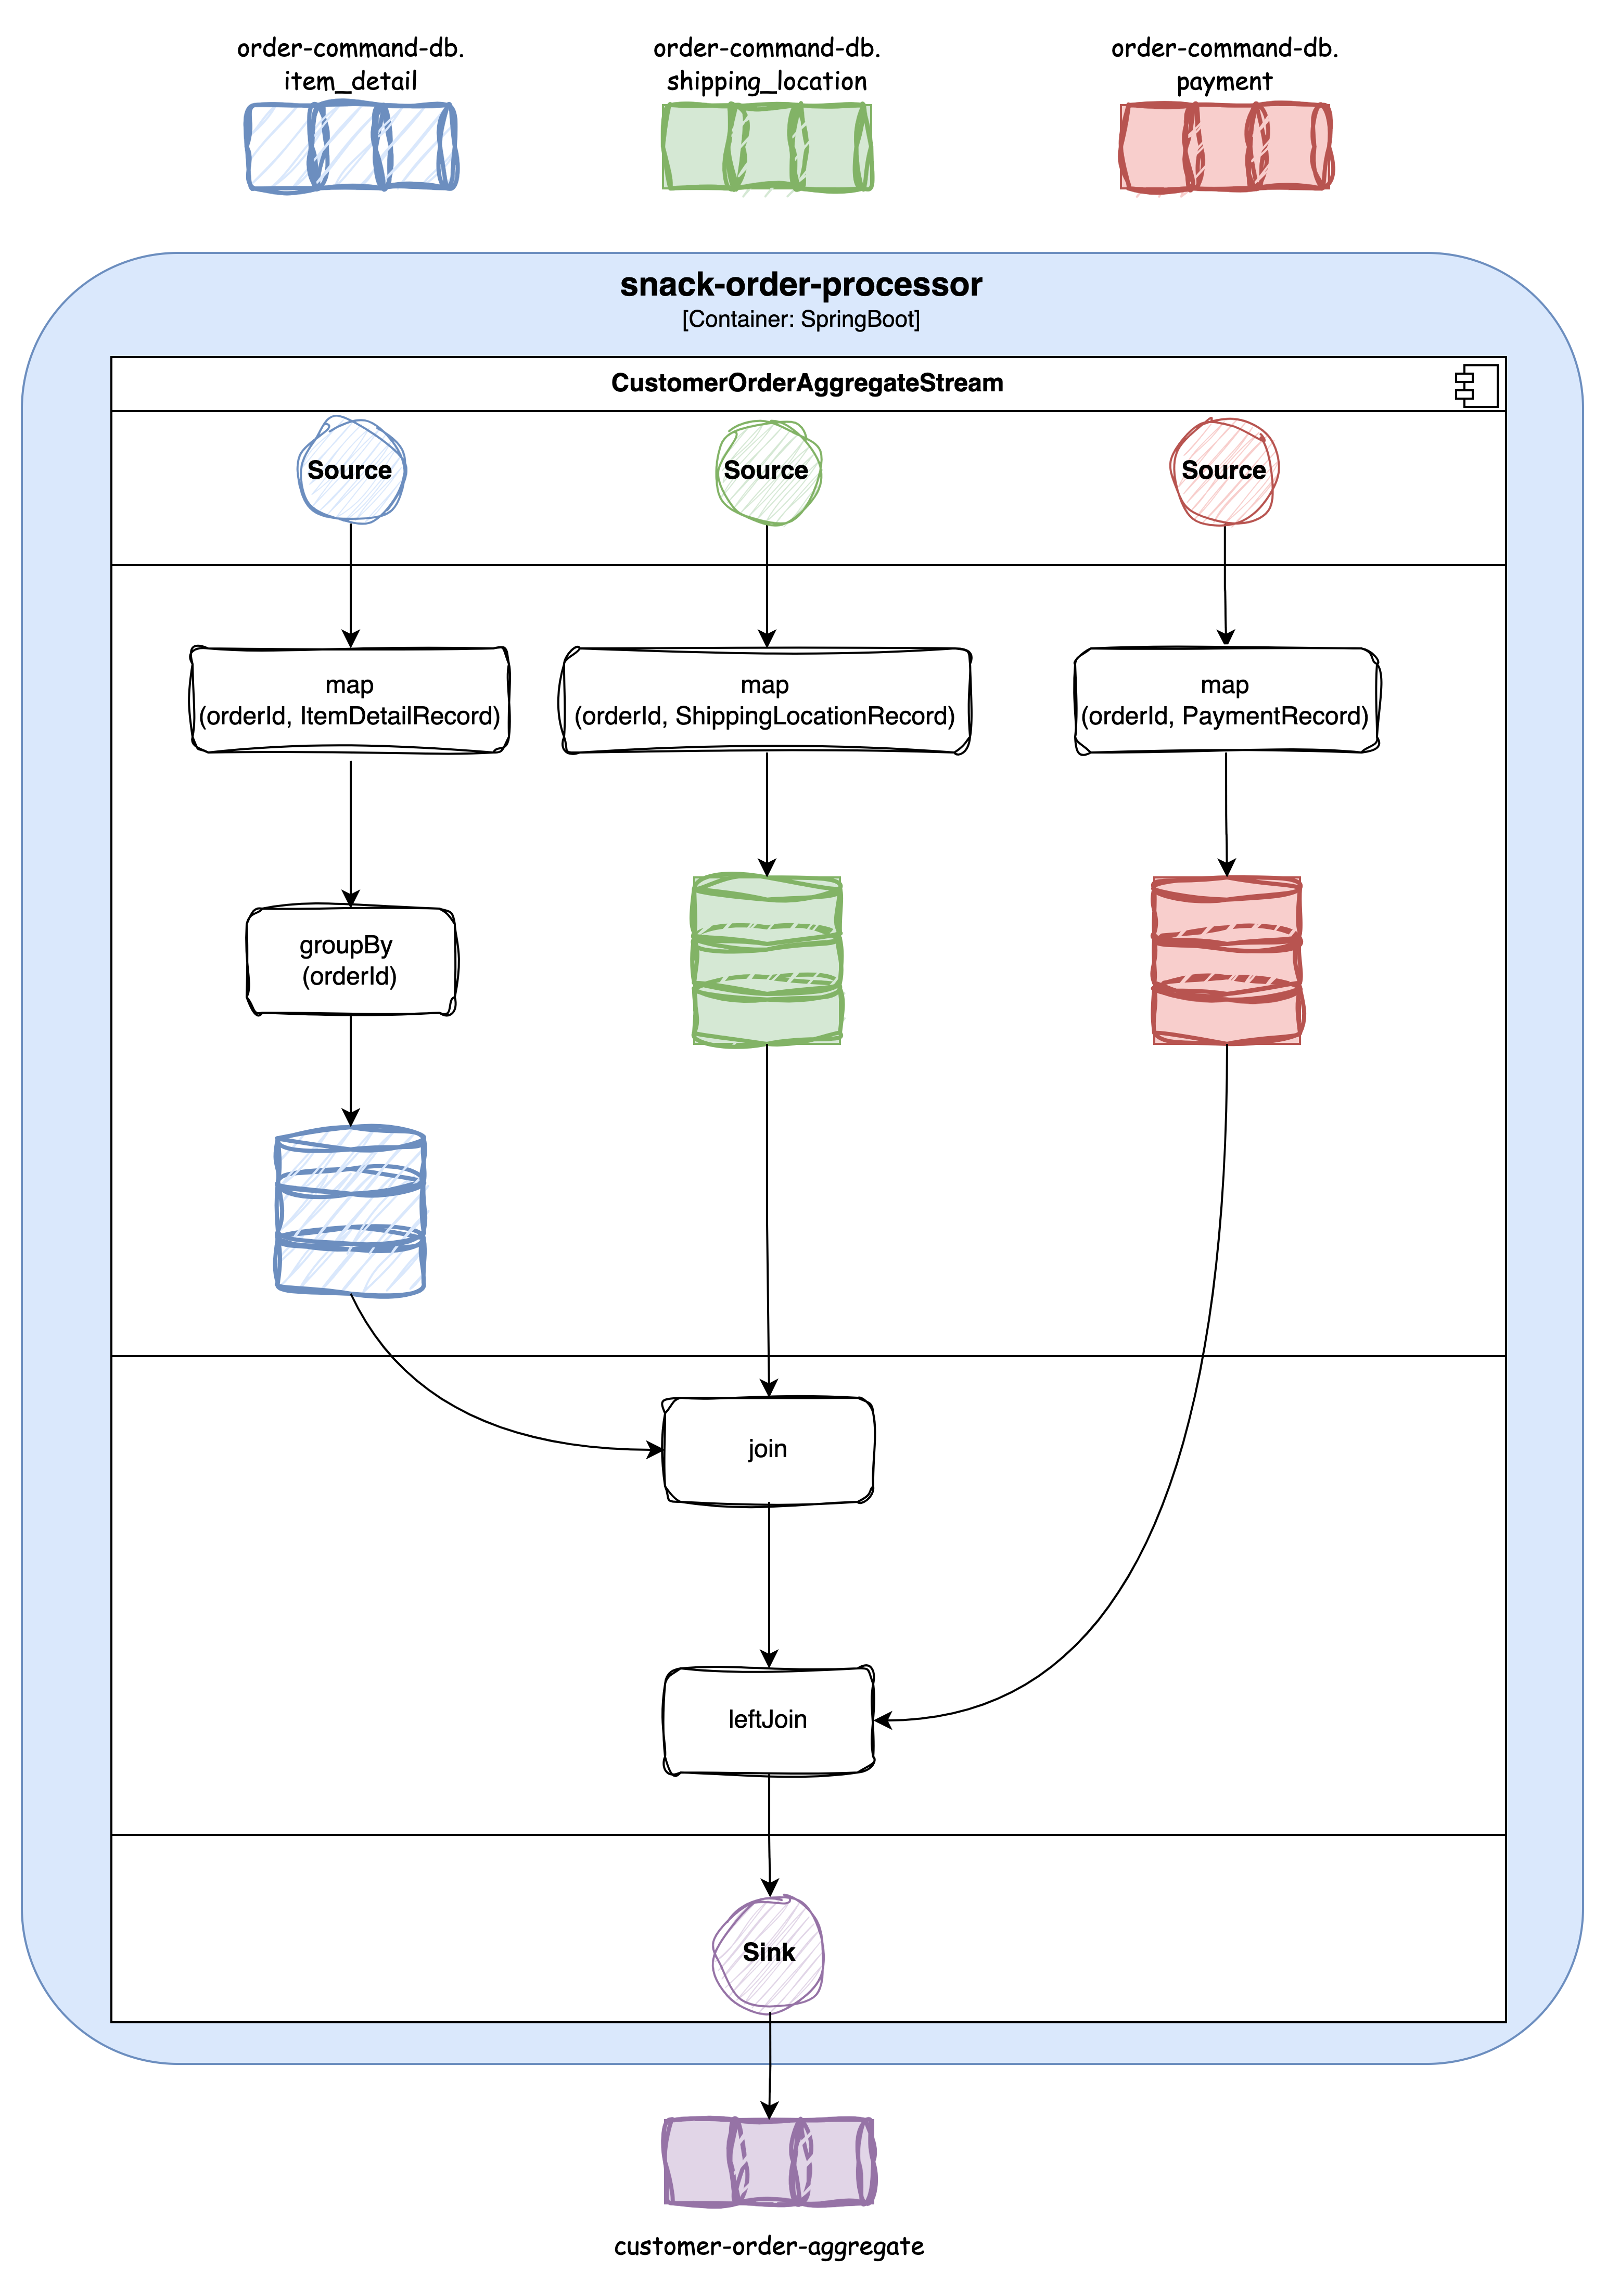 order-command-db.
item_detail
order-command-db.
shipping_location
order-command-db.
payment
snack-order-processor
[Container: SpringBoot]
CustomerOrderAggregateStream
Source
Source
Source
map
(orderId, ItemDetailRecord)
map
(orderId, ShippingLocationRecord)
map
(orderId, PaymentRecord)
groupBy
(orderId)
join
leftJoin
Sink
customer-order-aggregate